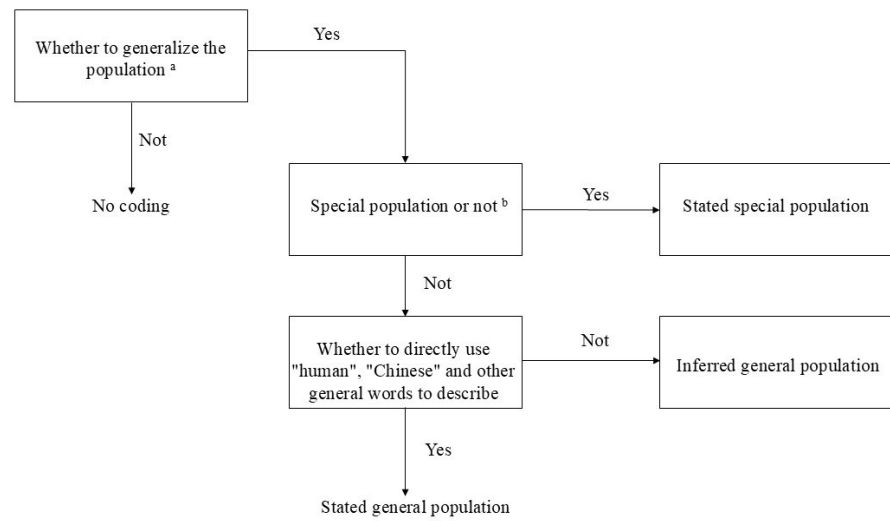 Whether to generalize the
population ᵃ
Yes
Not
No coding
Special population or not ᵇ
Yes
Stated special population
Not
Whether to directly use
"human", "Chinese" and other
general words to describe
Not
Inferred general population
Yes
Stated general population